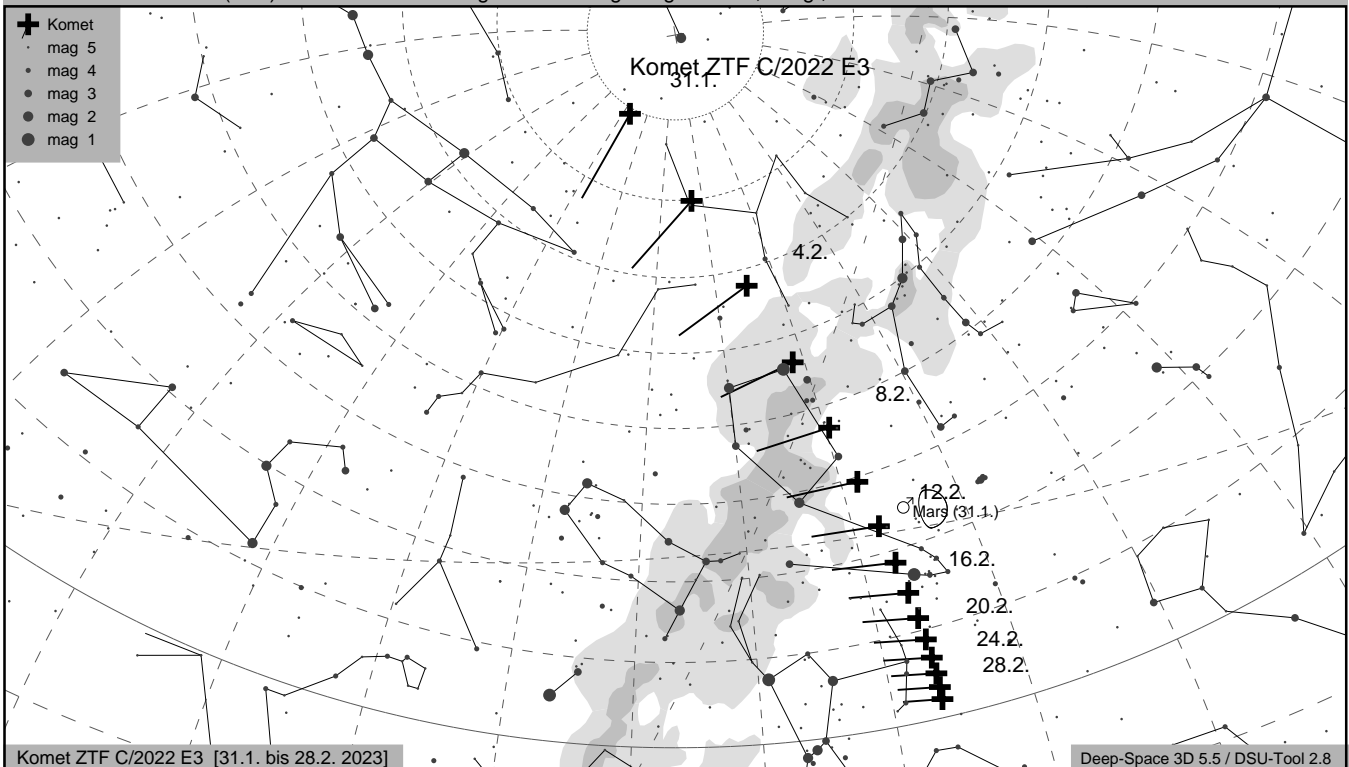 Komet
mag 5
mag 4
mag 3
mag 2
mag 1
Komet ZTF C/2022 E3
31.1.
4.2.
8.2.
12.2.
♂ Mars (31.1.)
16.2.
20.2.
24.2.
28.2.
Komet ZTF C/2022 E3 [31.1. bis 28.2. 2023]
Deep-Space 3D 5.5 / DSU-Tool 2.8